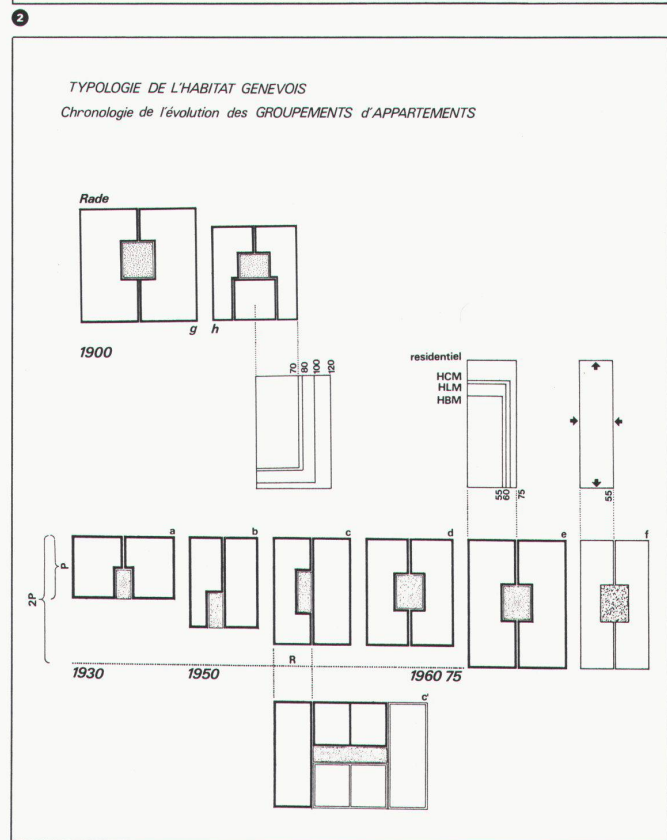 2
TYPOLOGIE DE L'HABITAT GENEVOIS
Chronologie de l'évolution des GROUPEMENTS d'APPARTEMENTS
Rade
g h
1900
70 80 100 120
residentiel
HCM
HLM
HBM
55 60 75
55
a b c d e f
P
2P
R
1930 1950 1960 75
c'